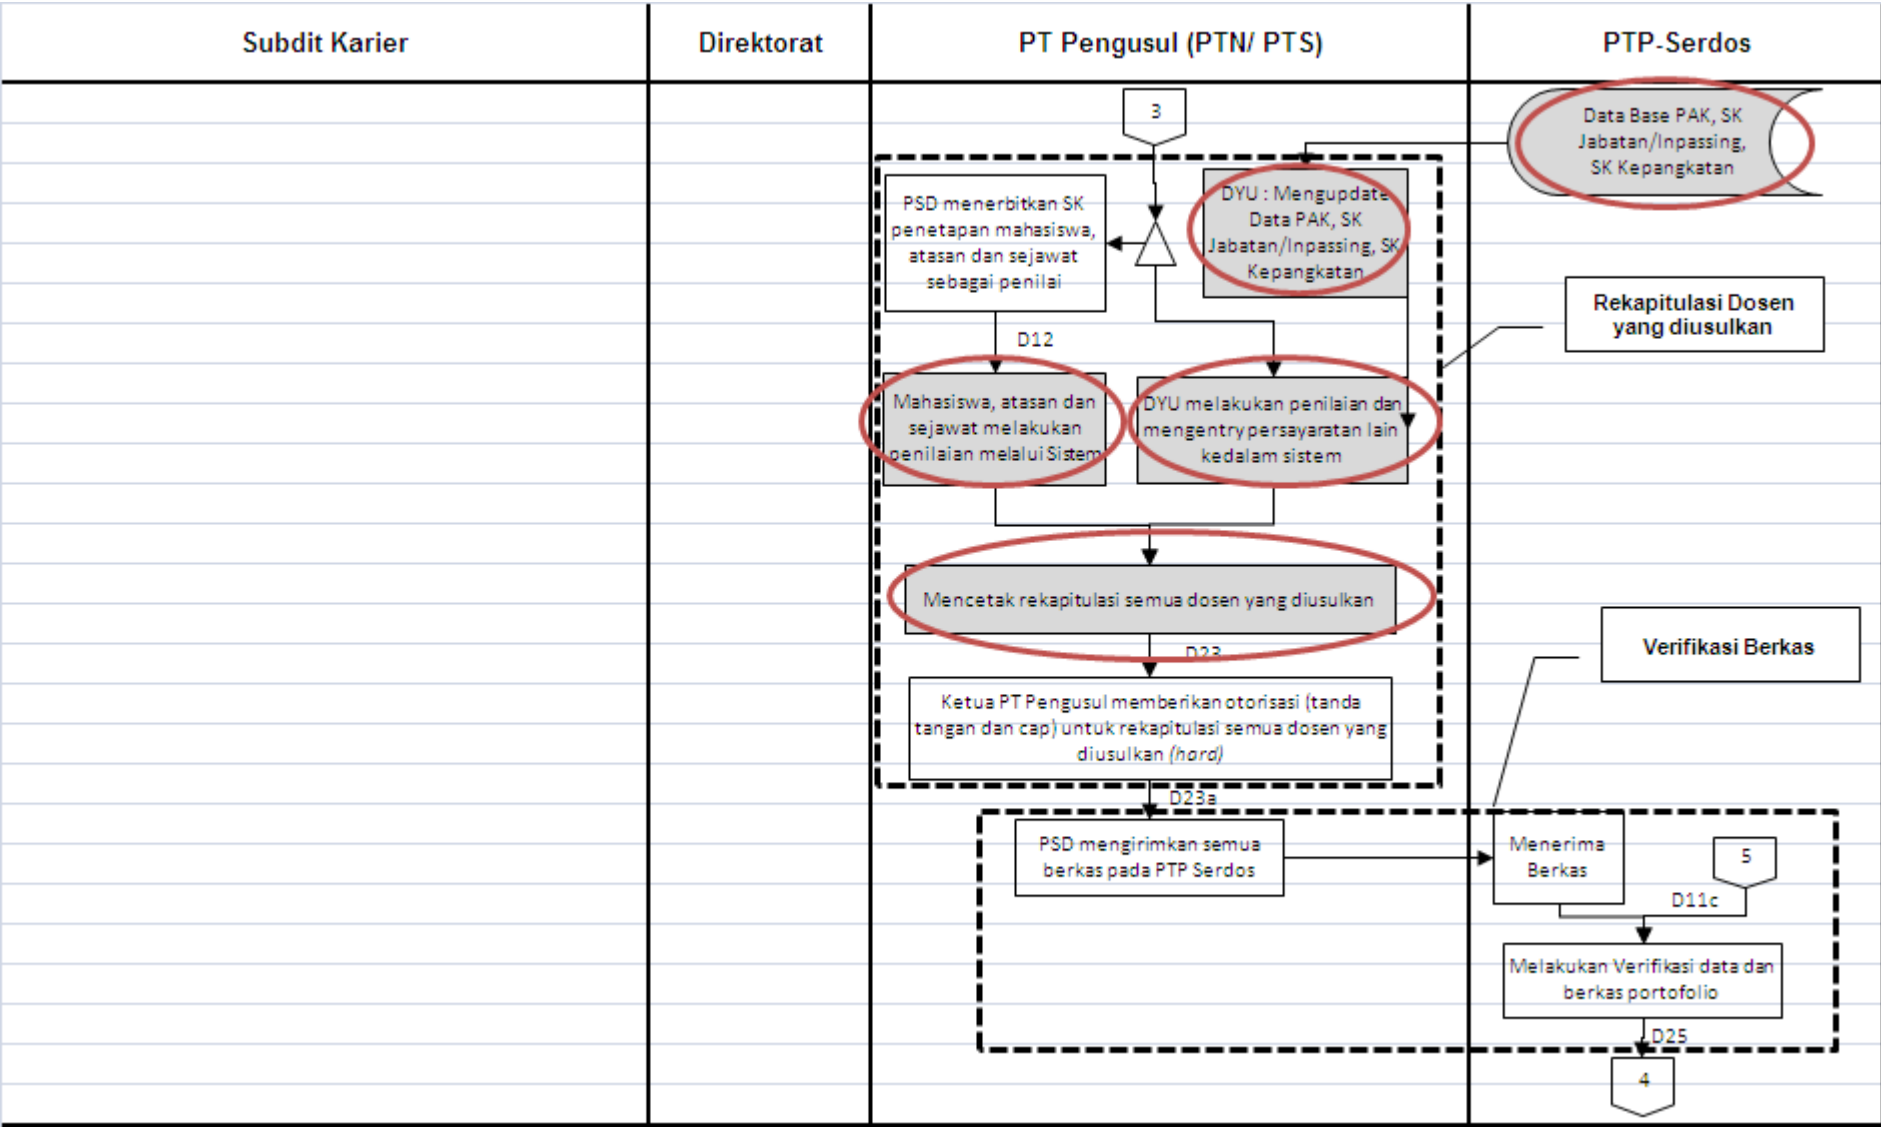 Subdit Karier
Direktorat
PT Pengusul (PTN/ PTS)
PTP-Serdos
3
Data Base PAK, SK
Jabatan/Inpassing,
SK Kepangkatan
PSD menerbitkan SK
penetapan mahasiswa,
atasan dan sejawat
sebagai penilai
DYU : Mengupdate
Data PAK, SK
Jabatan/Inpassing, SK
Kepangkatan
Rekapitulasi Dosen
yang diusulkan
D12
Mahasiswa, atasan dan
sejawat melakukan
penilaian melalui Sistem
DYU melakukan penilaian dan
mengentry persayaratan lain
kedalam sistem
Mencetak rekapitulasi semua dosen yang diusulkan
D23
Verifikasi Berkas
Ketua PT Pengusul memberikan otorisasi (tanda
tangan dan cap) untuk rekapitulasi semua dosen yang
diusulkan (hard)
D23a
PSD mengirimkan semua
berkas pada PTP Serdos
Menerima
Berkas
5
D11c
Melakukan Verifikasi data dan
berkas portofolio
D25
4